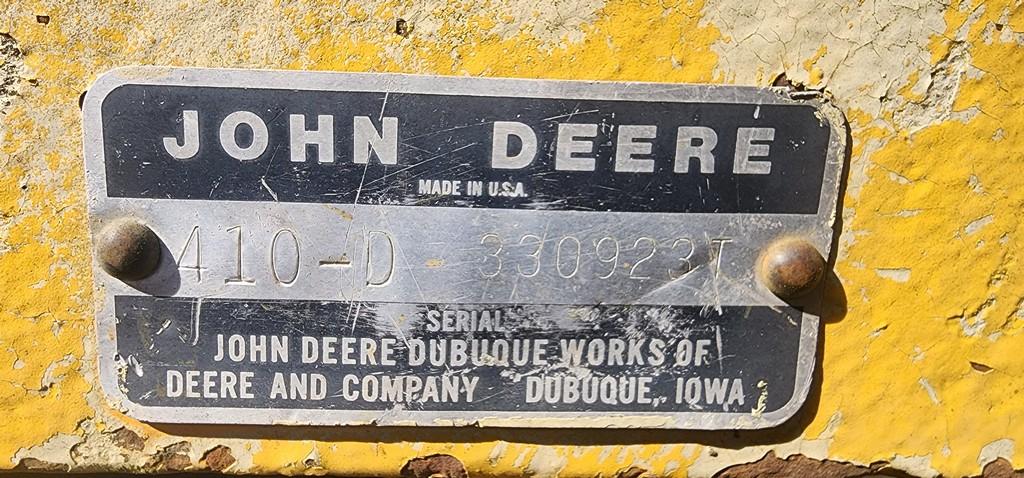 JOHN DEERE
MADE IN U.S.A.
410-D 330923T
SERIAL
JOHN DEERE DUBUQUE WORKS OF
DEERE AND COMPANY DUBUQUE, IOWA